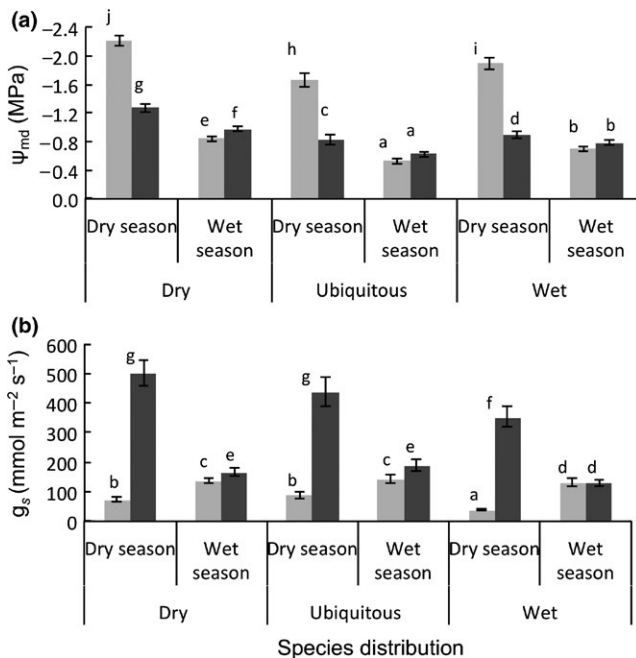 (a)
Ψmd (MPa)
−2.4
−2.0
−1.6
−1.2
−0.8
−0.4
0.0
j g e f h c a a i d b b
Dry season Wet season Dry season Wet season Dry season Wet season
Dry Ubiquitous Wet
(b)
gs (mmol m−2 s−1)
600
500
400
300
200
100
0
b g c e b g c e a f d d
Dry season Wet season Dry season Wet season Dry season Wet season
Dry Ubiquitous Wet
Species distribution